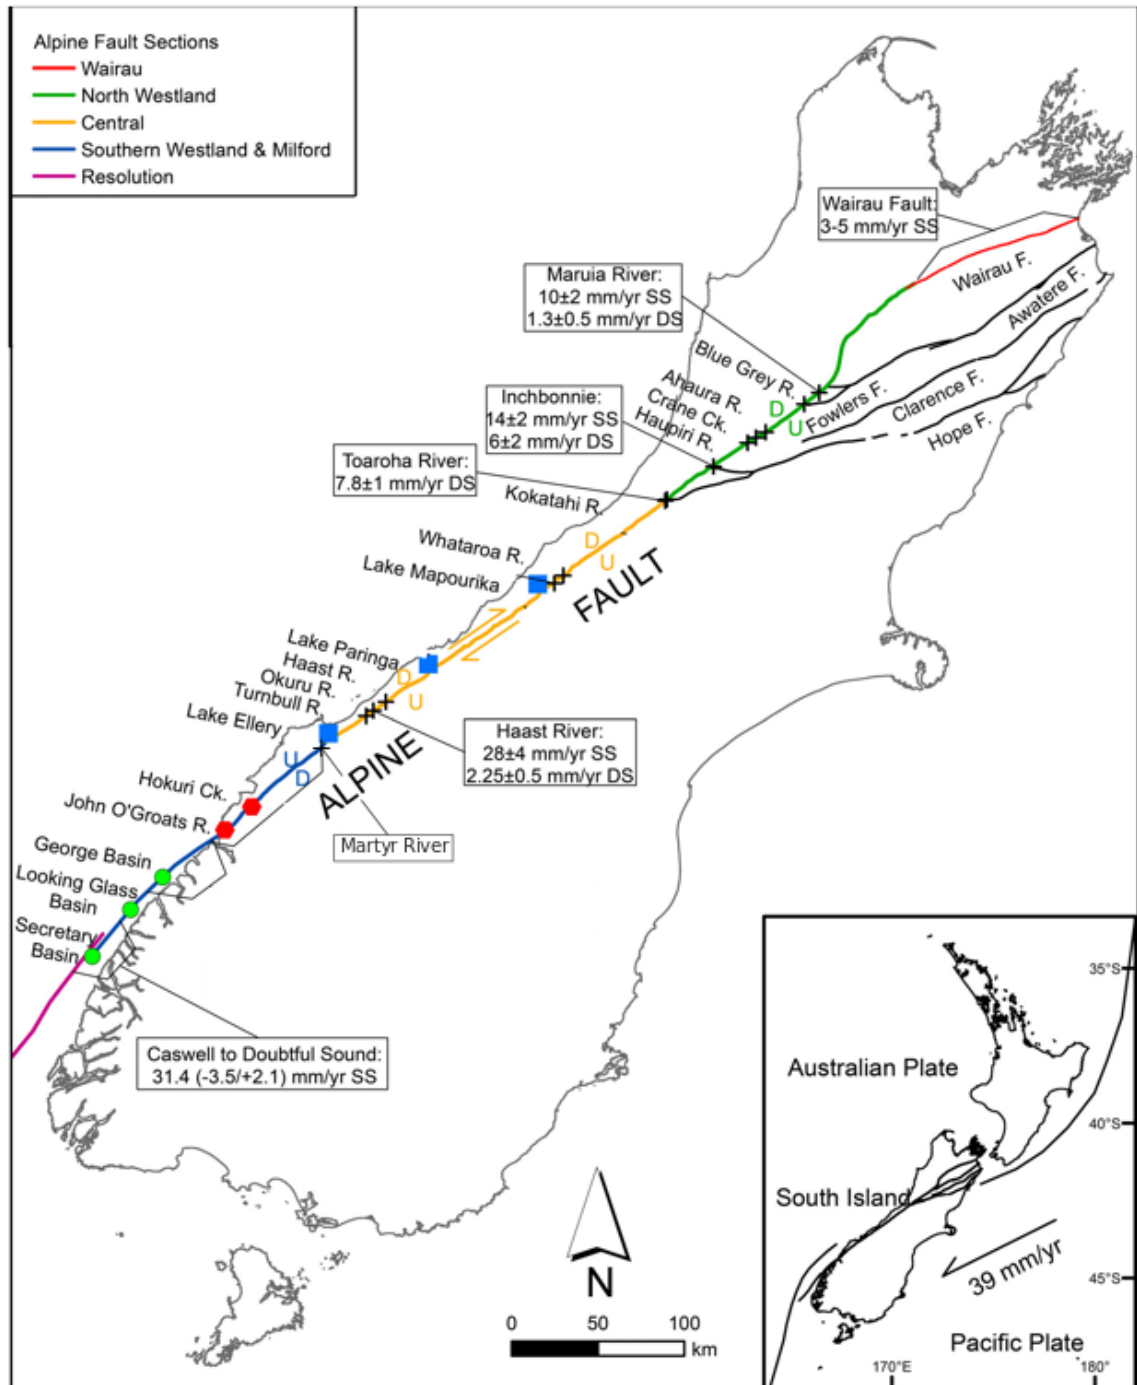 Alpine Fault Sections
Wairau
North Westland
Central
Southern Westland & Milford
Resolution
Wairau Fault:
3-5 mm/yr SS
Wairau F.
Awatere F.
Maruia River:
10±2 mm/yr SS
1.3±0.5 mm/yr DS
Blue Grey R.
Ahaura R.
Crane Ck.
Haupiri R.
D
U
Fowlers F.
Clarence F.
Hope F.
Inchbonnie:
14±2 mm/yr SS
6±2 mm/yr DS
Toaroha River:
7.8±1 mm/yr DS
Kokatahi R.
Whataroa R.
Lake Mapourika
D
U
FAULT
Lake Paringa
Haast R.
Okuru R.
Turnbull R.
Lake Ellery
D
U
Haast River:
28±4 mm/yr SS
2.25±0.5 mm/yr DS
ALPINE
U
D
Hokuri Ck.
John O'Groats R.
Martyr River
George Basin
Looking Glass
Basin
Secretary
Basin
Caswell to Doubtful Sound:
31.4 (-3.5/+2.1) mm/yr SS
N
0 50 100
km
35°S
Australian Plate
40°S
South Island
39 mm/yr
45°S
Pacific Plate
170°E 180°